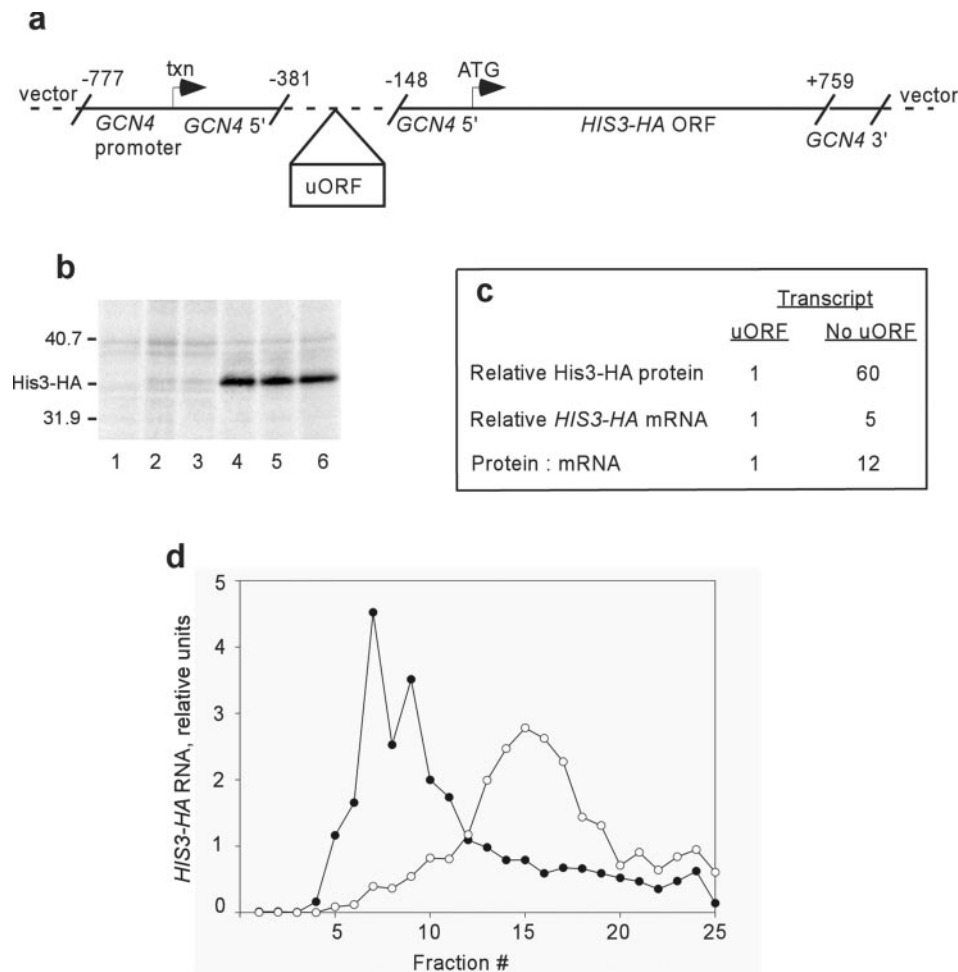 a
-777 txn -381 -148 ATG +759
vector vector
GCN4 GCN4 5' GCN4 5' HIS3-HA ORF GCN4 3'
promoter
uORF
b
40.7
His3-HA
31.9
1 2 3 4 5 6
c
Transcript
uORF No uORF
Relative His3-HA protein 1 60
Relative HIS3-HA mRNA 1 5
Protein : mRNA 1 12
d
HIS3-HA RNA, relative units
5
4
3
2
1
0
5 10 15 20 25
Fraction #